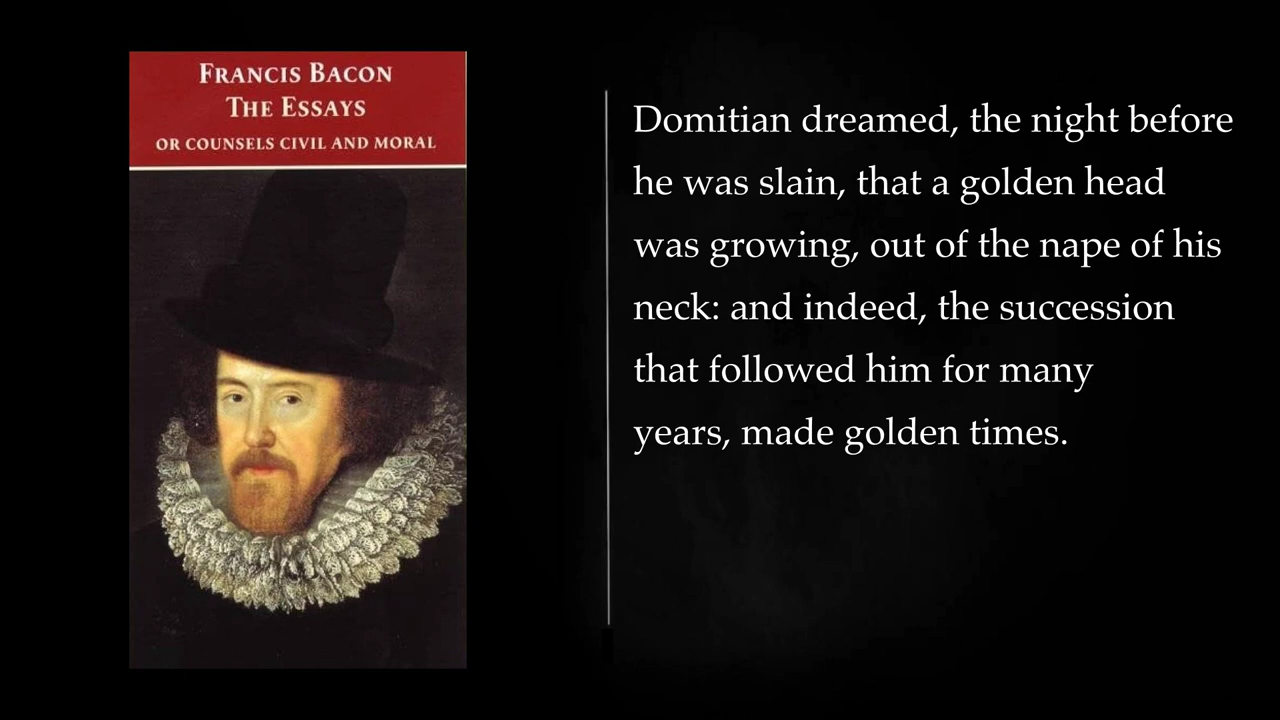 FRANCIS BACON
THE ESSAYS
OR COUNSELS CIVIL AND MORAL
Domitian dreamed, the night before
he was slain, that a golden head
was growing, out of the nape of his
neck: and indeed, the succession
that followed him for many
years, made golden times.